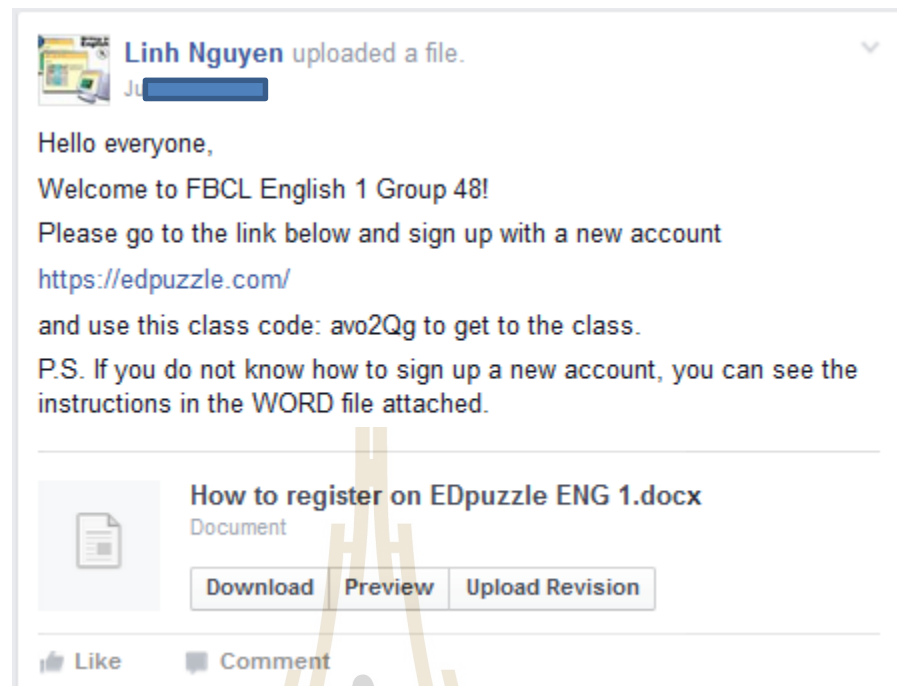 Linh Nguyen uploaded a file.
Hello everyone,
Welcome to FBCL English 1 Group 48!
Please go to the link below and sign up with a new account
https://edpuzzle.com/
and use this class code: avo2Qg to get to the class.
P.S. If you do not know how to sign up a new account, you can see the
instructions in the WORD file attached.
How to register on EDpuzzle ENG 1.docx
Document
Download Preview Upload Revision
Like Comment